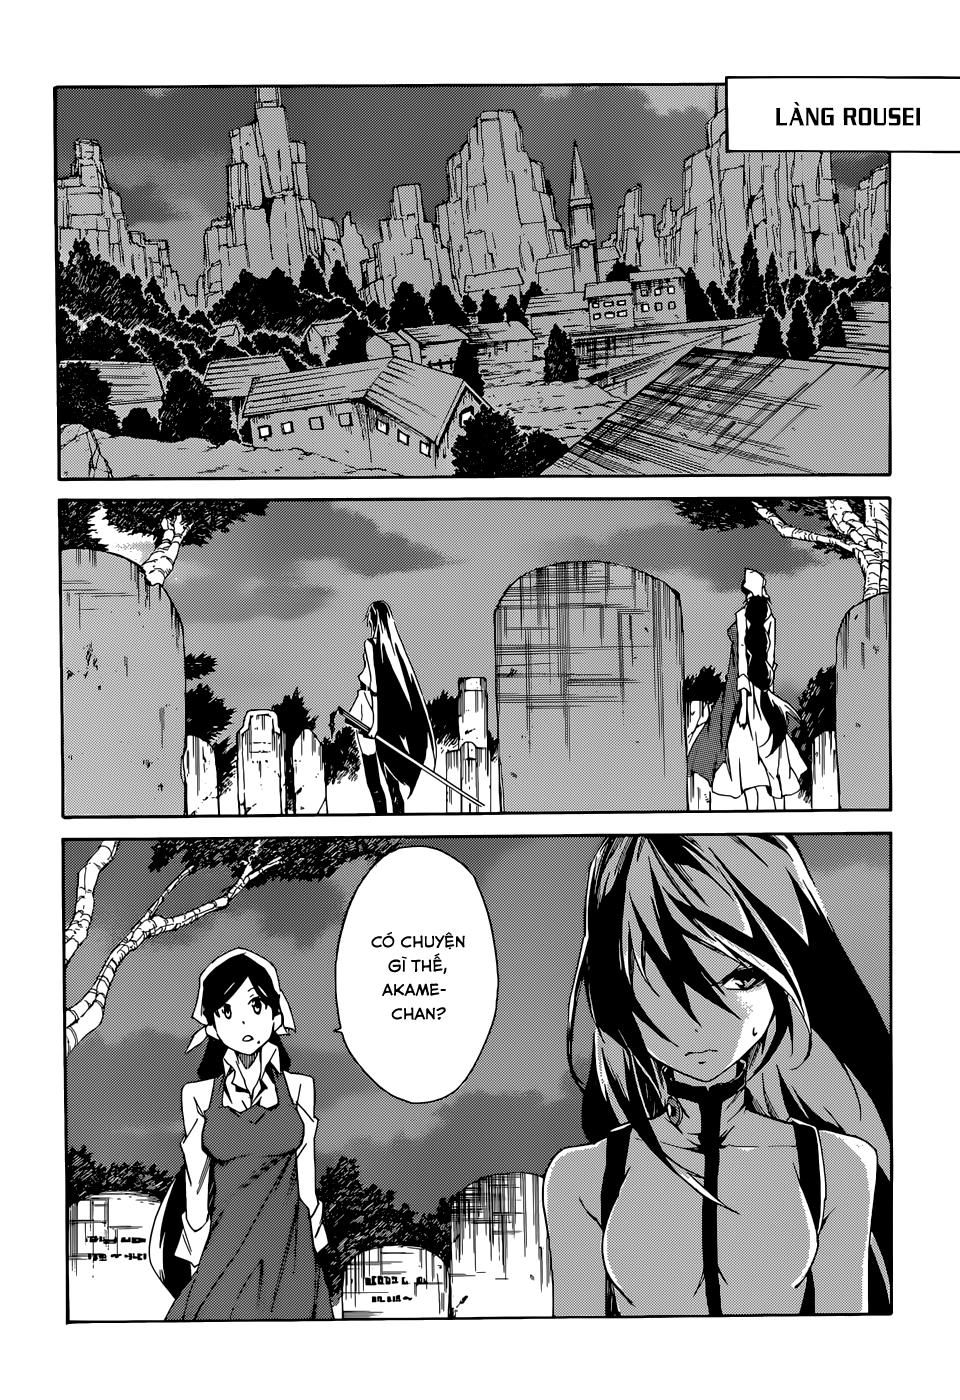 LÀNG ROUSEI
CÓ CHUYỆN
GÌ THẾ,
AKAME-
CHAN?